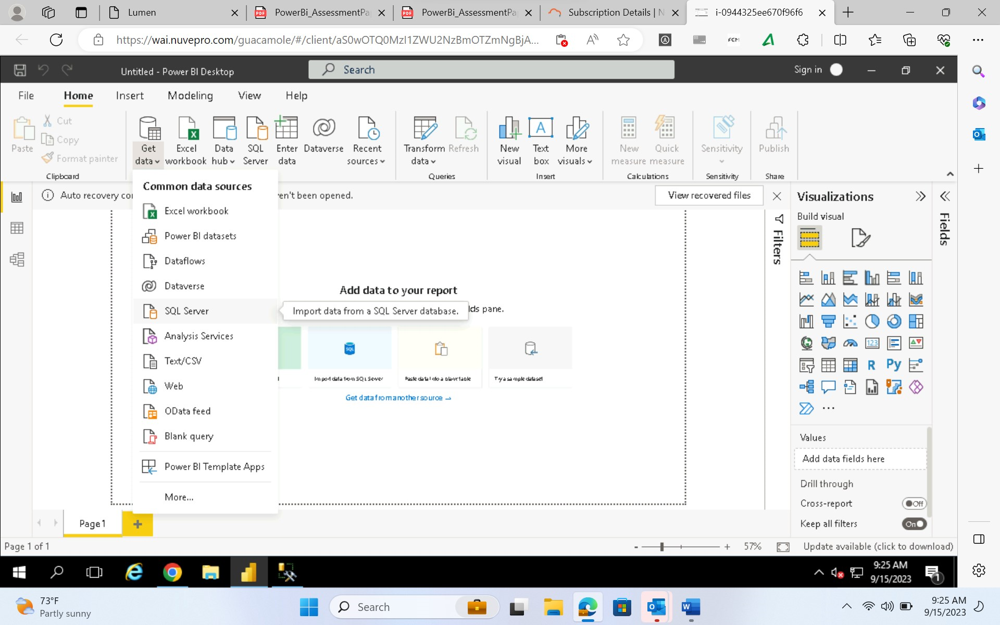 Lumen
PowerBi_AssessmentPa
PowerBi_AssessmentPa
Subscription Details | N
i-0944325ee670f96f6
https://wai.nuvepro.com/guacamole/#/client/aS0wOTQ0MzI1ZWU2NzBmOTZmNgBjA...
FCM
Untitled - Power BI Desktop
Search
Sign in
File
Home
Insert
Modeling
View
Help
Paste
Cut
Copy
Format painter
Clipboard
Get data
Excel workbook
Data hub
SQL Server
Enter data
Dataverse
Recent sources
Transform data
Refresh
Queries
New visual
Text box
More visuals
Insert
New measure
Quick measure
Calculations
Sensitivity
Sensitivity
Publish
Share
Auto recovery co
en't been opened.
View recovered files
Common data sources
Excel workbook
Power BI datasets
Dataflows
Dataverse
SQL Server
Import data from a SQL Server database.
Analysis Services
Text/CSV
Web
OData feed
Blank query
Power BI Template Apps
More...
Add data to your report
lds pane.
SQL
Import data from SQL Server
Paste data into a blank table
Try a sample dataset
Get data from another source →
Filters
Visualizations
Build visual
Fields
123
R
Py
Values
Add data fields here
Drill through
Cross-report
Off
Keep all filters
On
Page 1
Page 1 of 1
57%
Update available (click to download)
9:25 AM
9/15/2023
1
73°F
Partly sunny
Search
9:25 AM
9/15/2023